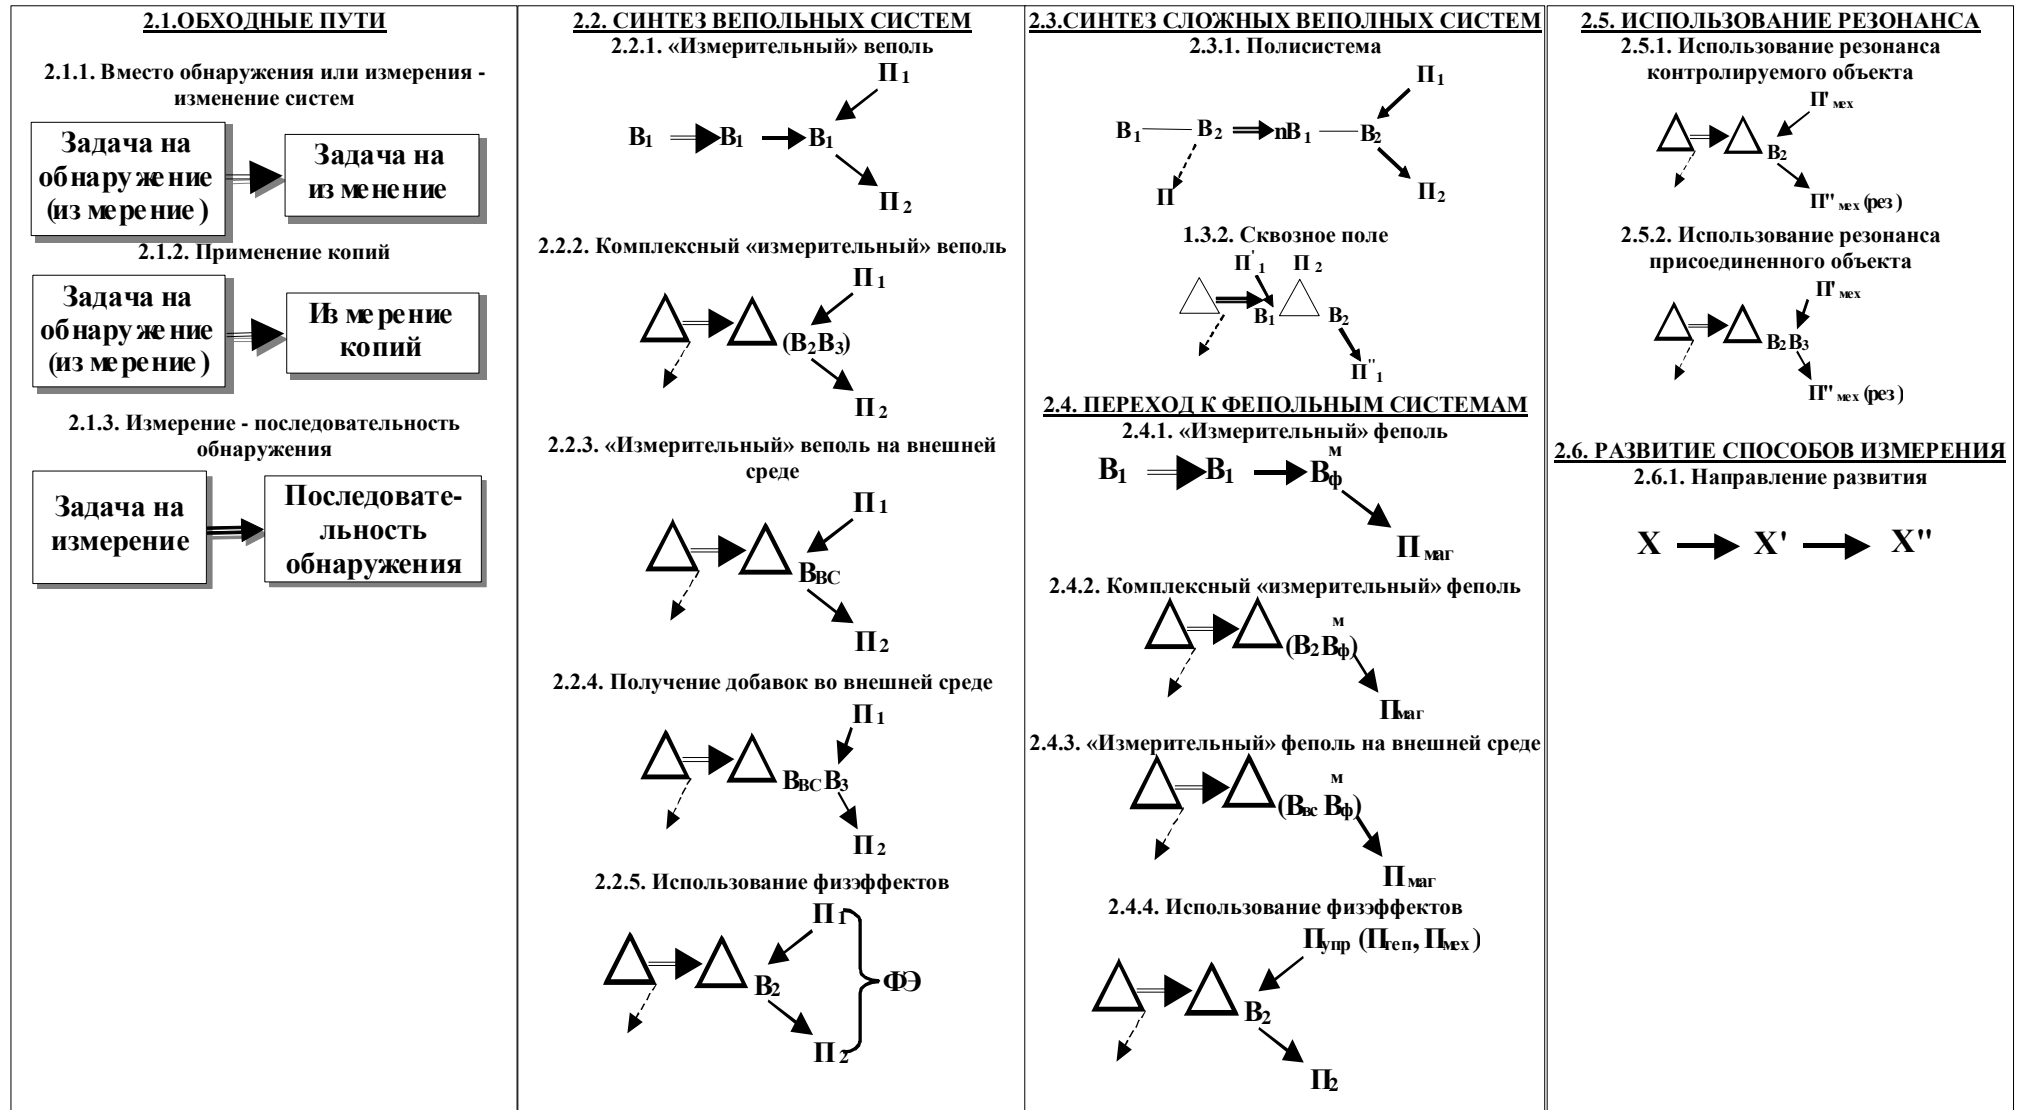 2.1.ОБХОДНЫЕ ПУТИ
2.1.1. Вместо обнаружения или измерения -
изменение систем
Задача на
обнаружение
(измерение)
Задача на
изменение
2.1.2. Применение копий
Задача на
обнаружение
(измерение)
Измерение
копий
2.1.3. Измерение - последовательность
обнаружения
Задача на
измерение
Последовате-
льность
обнаружения
2.2. СИНТЕЗ ВЕПОЛЬНЫХ СИСТЕМ
2.2.1. «Измерительный» веполь
П1
В1 В1 В1
П2
2.2.2. Комплексный «измерительный» веполь
П1
(В2В3)
П2
2.2.3. «Измерительный» веполь на внешней
среде
П1
ВВС
П2
2.2.4. Получение добавок во внешней среде
П1
ВВС В3
П2
2.2.5. Использование физэффектов
П1
В2 ФЭ
П2
2.3.СИНТЕЗ СЛОЖНЫХ ВЕПОЛНЫХ СИСТЕМ
2.3.1. Полисистема
П1
В1 В2 nВ1 В2
П П2
1.3.2. Сквозное поле
П'1 П2
В1 В2
П''1
2.4. ПЕРЕХОД К ФЕПОЛЬНЫМ СИСТЕМАМ
2.4.1. «Измерительный» феполь
м
В1 В1 Вф
Пмаг
2.4.2. Комплексный «измерительный» феполь
м
(В2Вф)
Пмаг
2.4.3. «Измерительный» феполь на внешней среде
м
(Ввс Вф)
Пмаг
2.4.4. Использование физэффектов
Пупр (Птеп, Пмех)
В2
П2
2.5. ИСПОЛЬЗОВАНИЕ РЕЗОНАНСА
2.5.1. Использование резонанса
контролируемого объекта
П'мех
В2
П''мех (рез)
2.5.2. Использование резонанса
присоединенного объекта
П'мех
В2В3
П''мех (рез)
2.6. РАЗВИТИЕ СПОСОБОВ ИЗМЕРЕНИЯ
2.6.1. Направление развития
Х Х' Х''